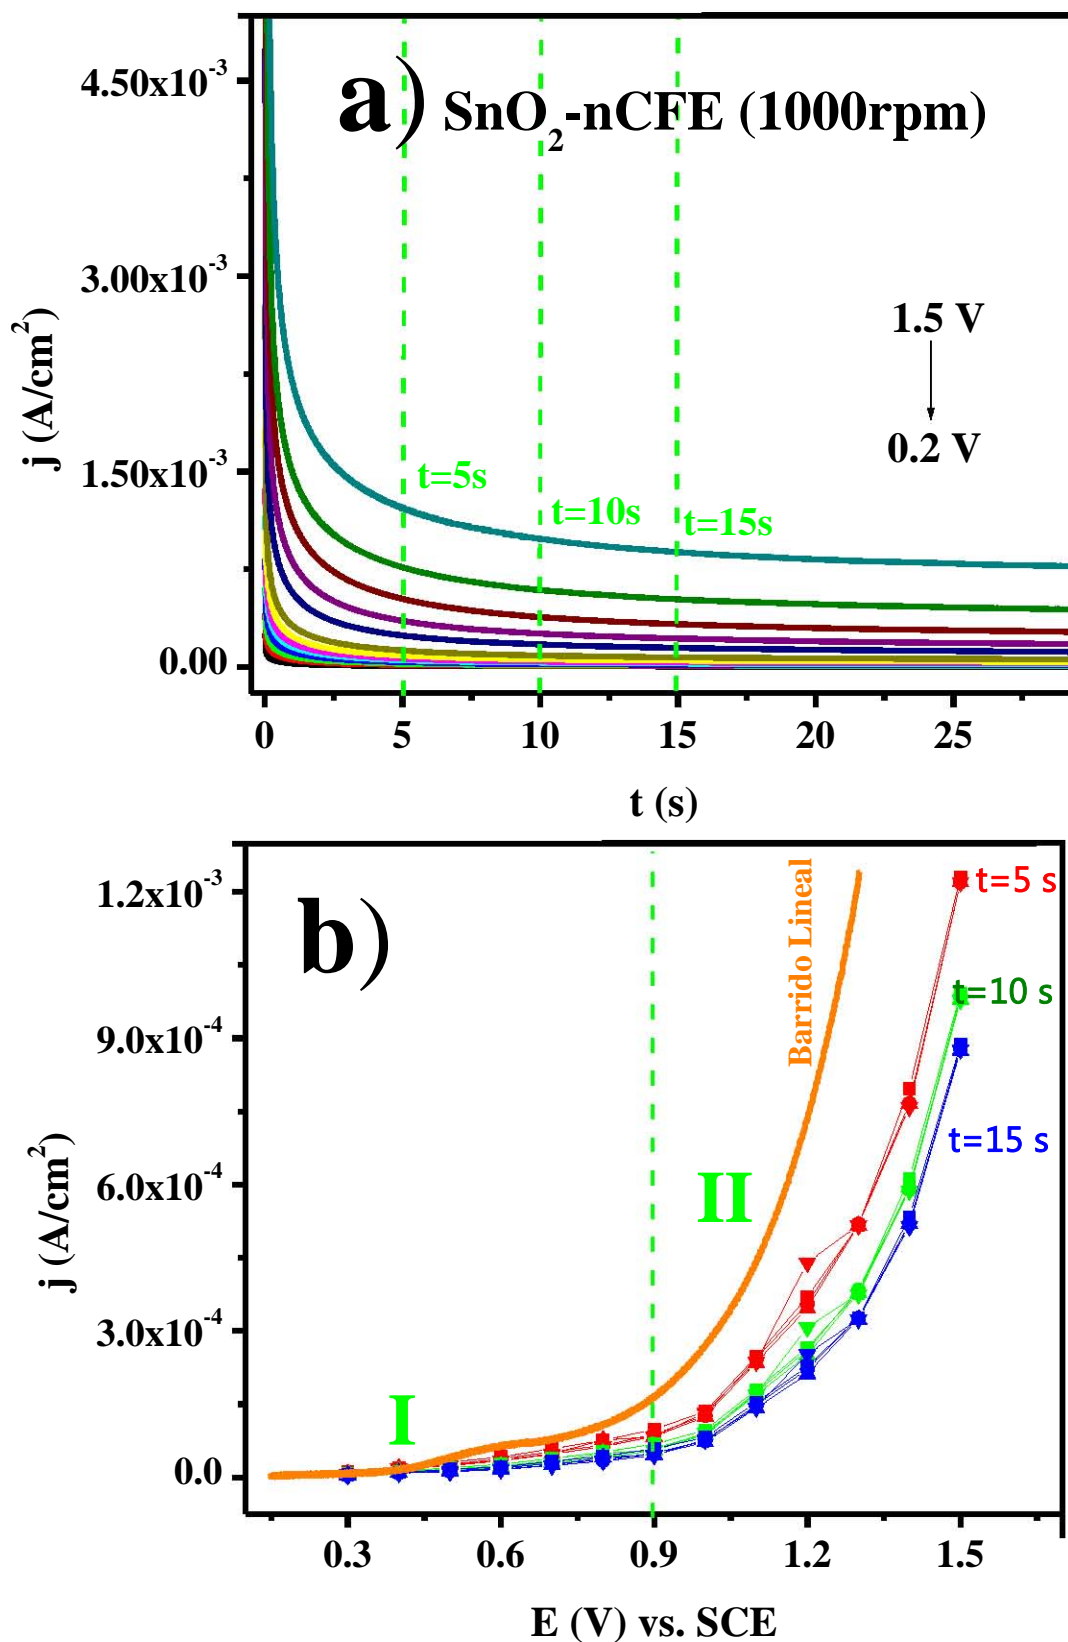 a) SnO₂-nCFE (1000rpm)
4.50x10⁻³
3.00x10⁻³
1.50x10⁻³
0.00
j (A/cm²)
1.5 V
0.2 V
t=5s
t=10s
t=15s
0 5 10 15 20 25
t (s)
b)
1.2x10⁻³
9.0x10⁻⁴
6.0x10⁻⁴
3.0x10⁻⁴
0.0
j (A/cm²)
Barrido Lineal
t=5 s
t=10 s
t=15 s
II
I
0.3 0.6 0.9 1.2 1.5
E (V) vs. SCE